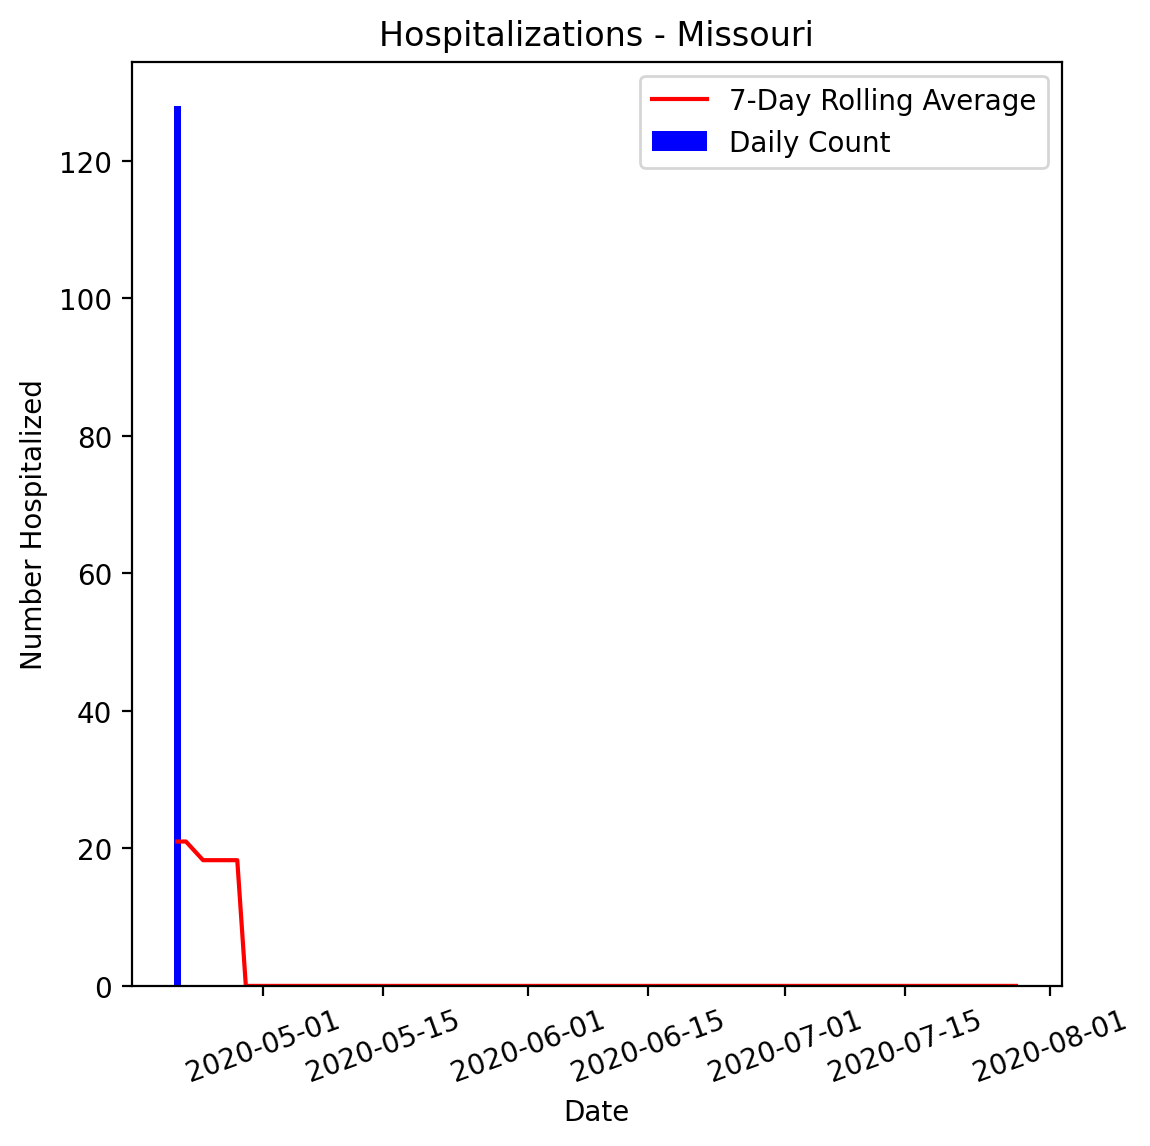 Hospitalizations - Missouri
7-Day Rolling Average
Daily Count
120
100
80
60
40
20
0
Number Hospitalized
2020-05-01
2020-05-15
2020-06-01
2020-06-15
2020-07-01
2020-07-15
2020-08-01
Date